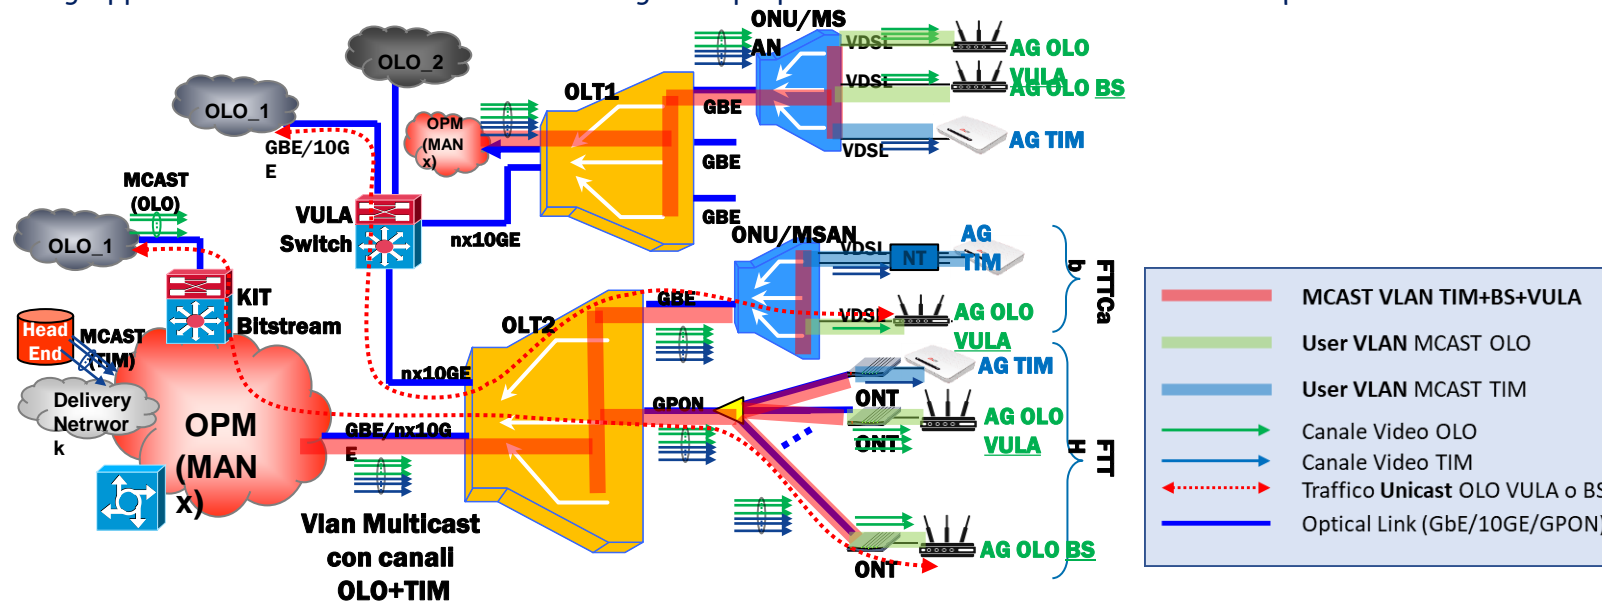 ONU/MS
AN
VDSL
AG OLO
VULA
VDSL
AG OLO BS
VDSL
AG TIM
OLO_2
OLO_1
GBE/10G
E
OPM
(MAN
x)
OLT1
GBE
GBE
GBE
MCAST
(OLO)
OLO_1
VULA
Switch
nx10GE
KIT
Bitstream
Head
End
MCAST
(TIM)
Delivery
Netrwor
k
OPM
(MAN
x)
OLT2
nx10GE
GBE/nx10G
E
Vlan Multicast
con canali
OLO+TIM
ONU/MSAN
VDSL
NT
AG
TIM
GBE
VDSL
AG OLO
VULA
GPON
AG TIM
ONT
AG OLO
VULA
ONT
AG OLO BS
ONT
FTTCa
b
FTT
H
MCAST VLAN TIM+BS+VULA
User VLAN MCAST OLO
User VLAN MCAST TIM
Canale Video OLO
Canale Video TIM
Traffico Unicast OLO VULA o BS
Optical Link (GbE/10GE/GPON)